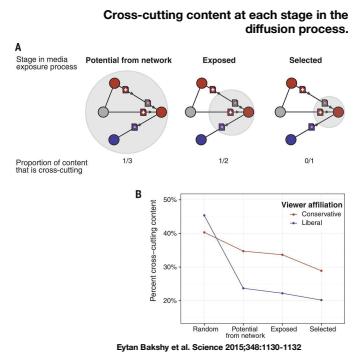 Cross-cutting content at each stage in the
diffusion process.
A
Stage in media
exposure process
Potential from network
Exposed
Selected
Proportion of content
that is cross-cutting
1/3
1/2
0/1
B
Percent cross-cutting content
50%
40%
30%
20%
Viewer affiliation
Conservative
Liberal
Random
Potential
from network
Exposed
Selected
Eytan Bakshy et al. Science 2015;348:1130-1132